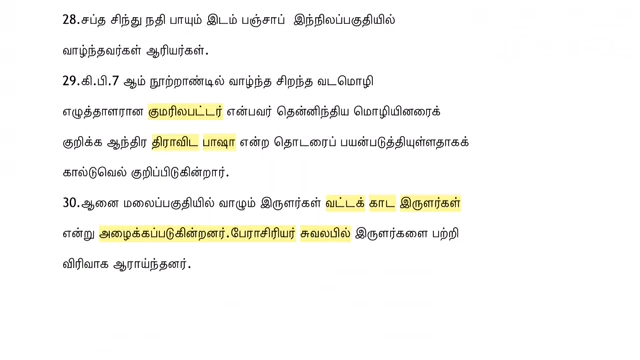 28.சப்த சிந்து நதி பாயும் இடம் பஞ்சாப் இந்நிலப்பகுதியில்
வாழ்ந்தவர்கள் ஆரியர்கள்.
29.கி.பி.7 ஆம் நூற்றாண்டில் வாழ்ந்த சிறந்த வடமொழி
எழுத்தாளரான குமரிலபட்டர் என்பவர் தென்னிந்திய மொழியினரைக்
குறிக்க ஆந்திர திராவிட பாஷா என்ற தொடரைப் பயன்படுத்தியுள்ளதாகக்
கால்டுவெல் குறிப்பிடுகின்றார்.
30.ஆனை மலைப்பகுதியில் வாழும் இருளர்கள் வட்டக் காட இருளர்கள்
என்று அழைக்கப்படுகின்றனர்.பேராசிரியர் சுவலபில் இருளர்களை பற்றி
விரிவாக ஆராய்ந்தனர்.